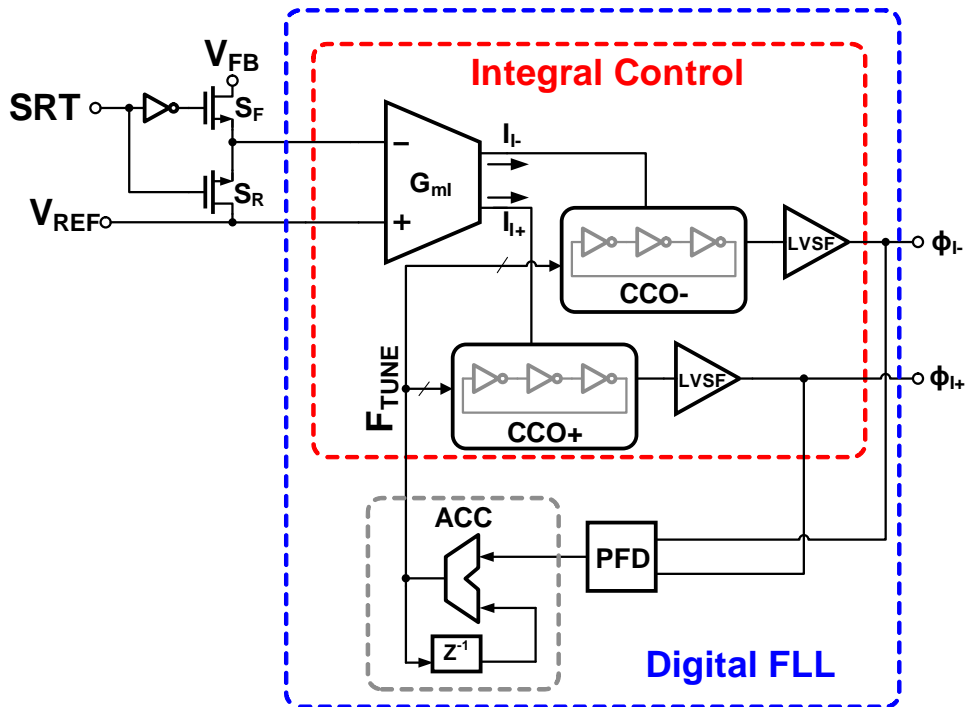 Integral Control
V_FB
SRT
S_F
I_I-
G_mI
−
+
S_R
I_I+
V_REF
LVSF
ϕ_I-
CCO-
F_TUNE
LVSF
ϕ_I+
CCO+
ACC
PFD
Z^-1
Digital FLL